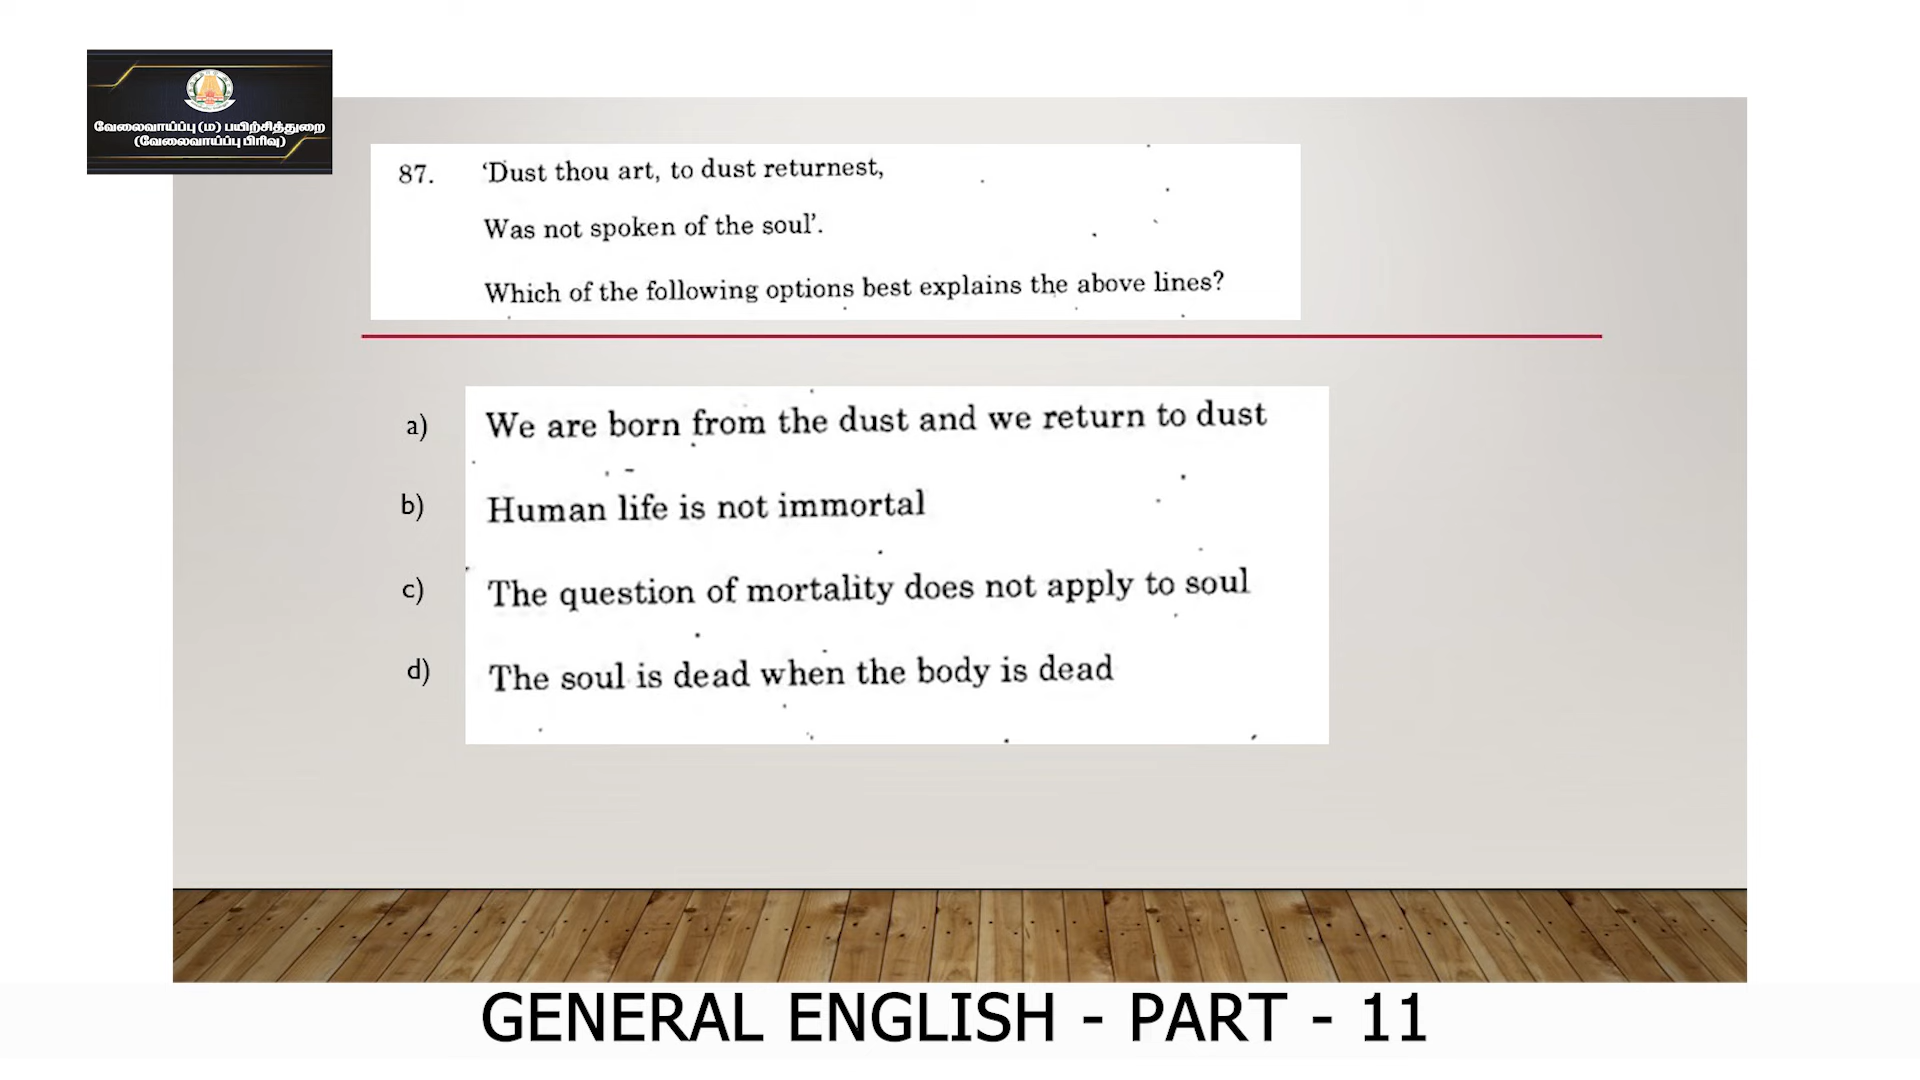 வேலைவாய்ப்பு (ம) பயிற்சித்துறை
(வேலைவாய்ப்பு பிரிவு)
87. ‘Dust thou art, to dust returnest,
Was not spoken of the soul’.
Which of the following options best explains the above lines?
a) We are born from the dust and we return to dust
b) Human life is not immortal
c) The question of mortality does not apply to soul
d) The soul is dead when the body is dead
GENERAL ENGLISH - PART - 11